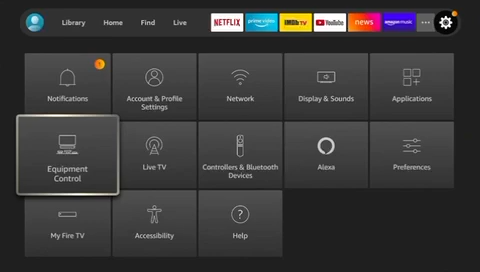 Library Home Find Live NETFLIX prime video IMDb TV YouTube news amazon music
Notifications
Account & Profile
Settings
Network
Display & Sounds
Applications
Equipment
Control
Live TV
Controllers & Bluetooth
Devices
Alexa
Preferences
My Fire TV
Accessibility
Help